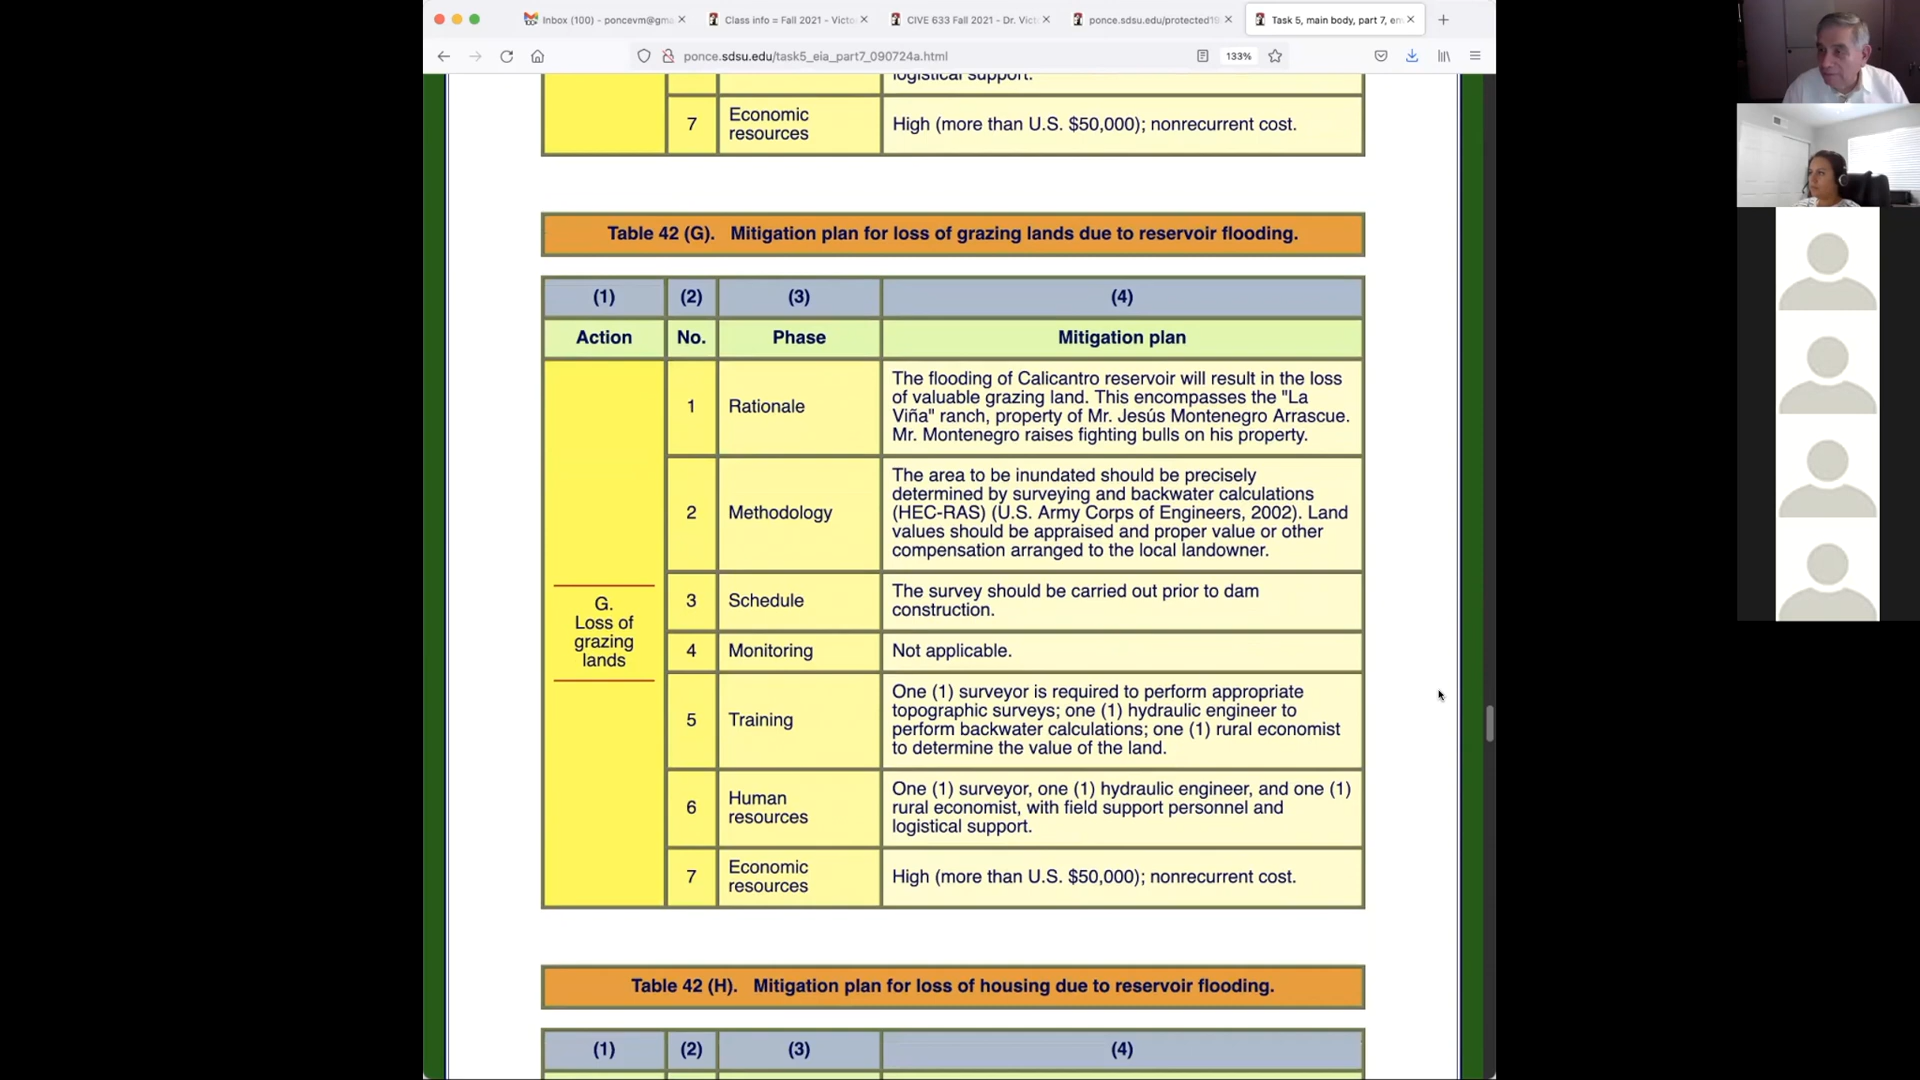 Inbox (100) - poncevm@gm
Class info = Fall 2021 - Victo
CIVE 633 Fall 2021 - Dr. Vict
ponce.sdsu.edu/protected19
Task 5, main body, part 7, en
ponce.sdsu.edu/task5_eia_part7_090724a.html
133%
logistical support.
7
Economic
resources
High (more than U.S. $50,000); nonrecurrent cost.
Table 42 (G). Mitigation plan for loss of grazing lands due to reservoir flooding.
(1)
(2)
(3)
(4)
Action
No.
Phase
Mitigation plan
G.
Loss of
grazing
lands
1
Rationale
The flooding of Calicantro reservoir will result in the loss
of valuable grazing land. This encompasses the "La
Viña" ranch, property of Mr. Jesús Montenegro Arrascue.
Mr. Montenegro raises fighting bulls on his property.
2
Methodology
The area to be inundated should be precisely
determined by surveying and backwater calculations
(HEC-RAS) (U.S. Army Corps of Engineers, 2002). Land
values should be appraised and proper value or other
compensation arranged to the local landowner.
3
Schedule
The survey should be carried out prior to dam
construction.
4
Monitoring
Not applicable.
5
Training
One (1) surveyor is required to perform appropriate
topographic surveys; one (1) hydraulic engineer to
perform backwater calculations; one (1) rural economist
to determine the value of the land.
6
Human
resources
One (1) surveyor, one (1) hydraulic engineer, and one (1)
rural economist, with field support personnel and
logistical support.
7
Economic
resources
High (more than U.S. $50,000); nonrecurrent cost.
Table 42 (H). Mitigation plan for loss of housing due to reservoir flooding.
(1)
(2)
(3)
(4)